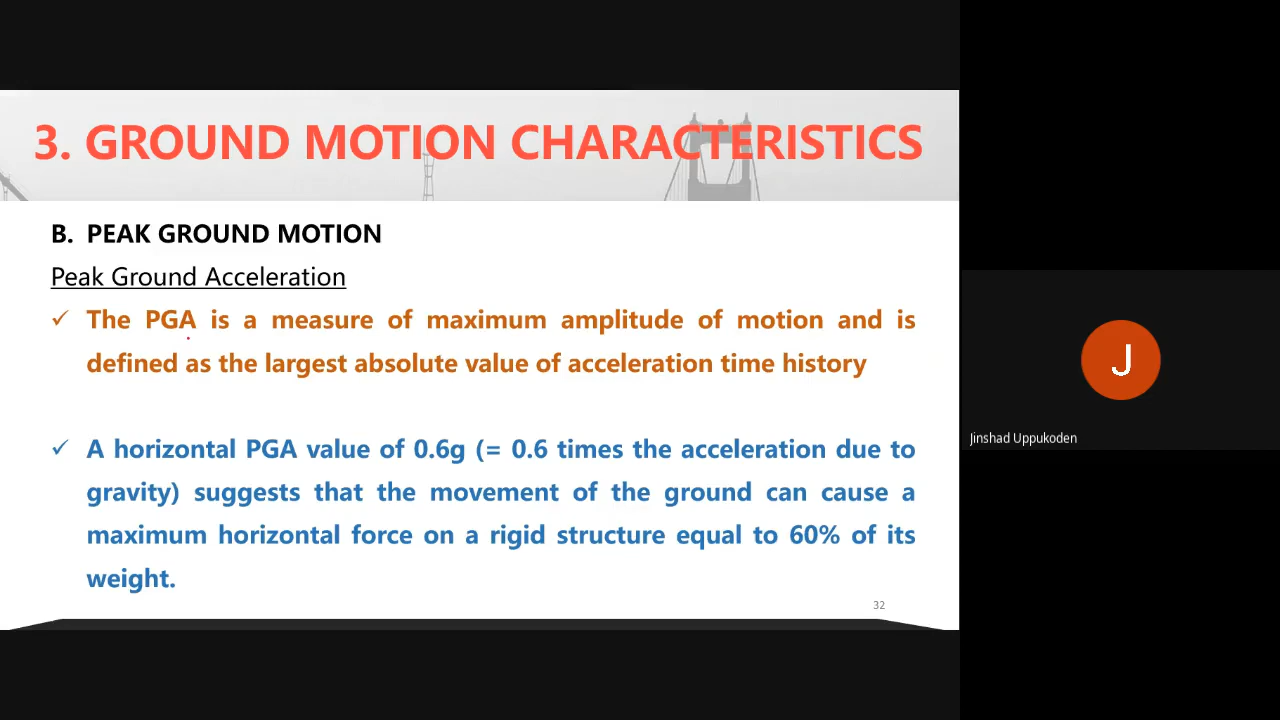 3. GROUND MOTION CHARACTERISTICS
B. PEAK GROUND MOTION
Peak Ground Acceleration
✓ The PGA is a measure of maximum amplitude of motion and is
defined as the largest absolute value of acceleration time history
✓ A horizontal PGA value of 0.6g (= 0.6 times the acceleration due to
gravity) suggests that the movement of the ground can cause a
maximum horizontal force on a rigid structure equal to 60% of its
weight.
32
J
Jinshad Uppukoden